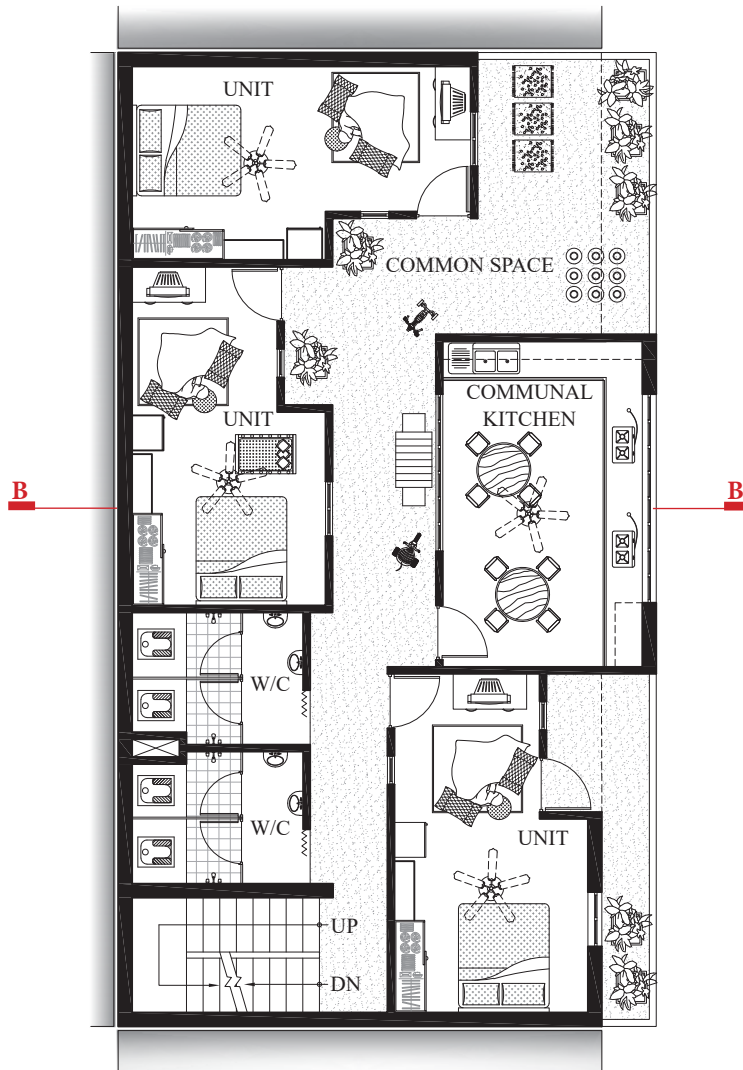 UNIT
COMMON SPACE
COMMUNAL
KITCHEN
UNIT
B
B
W/C
W/C
UNIT
UP
DN